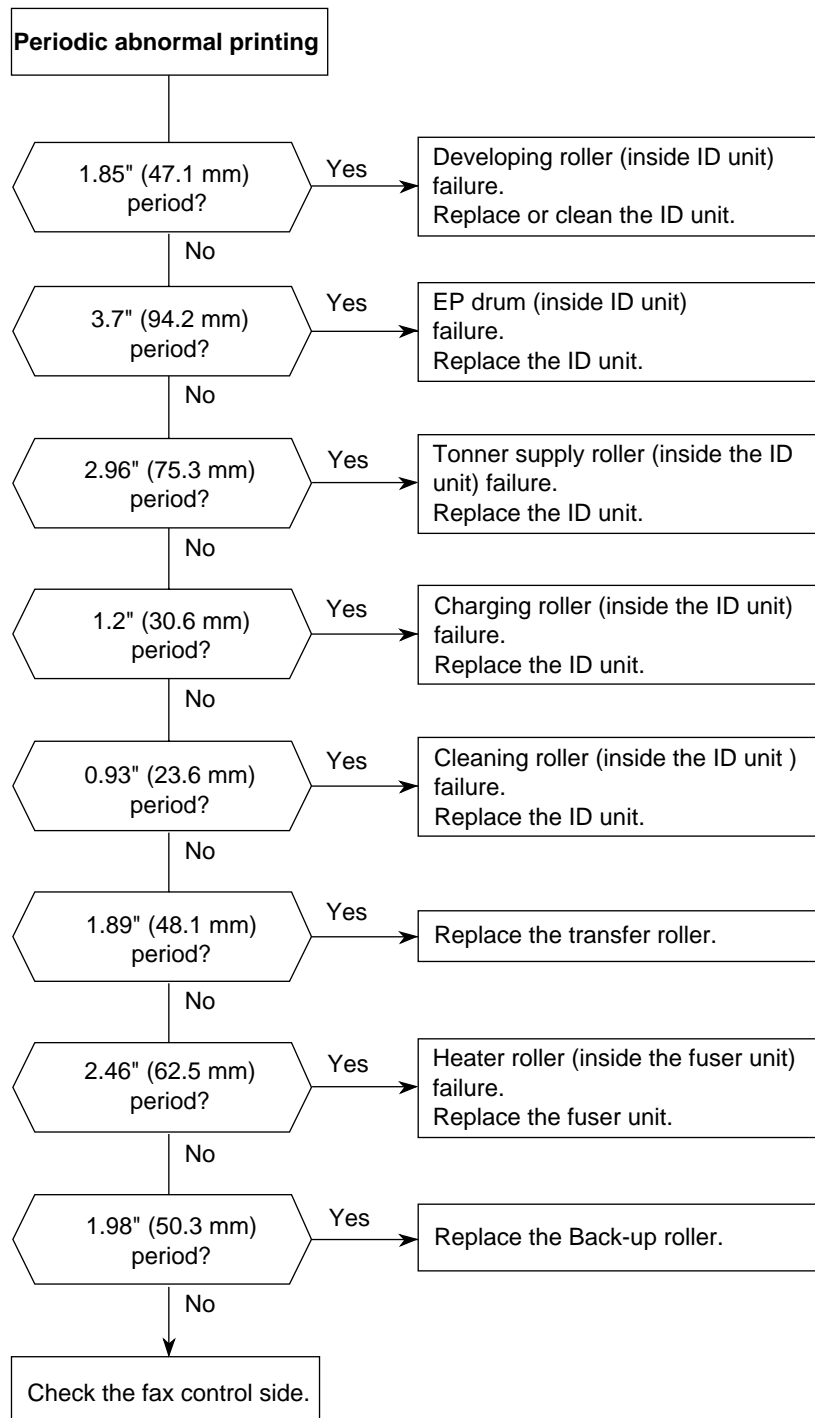 Periodic abnormal printing
1.85" (47.1 mm)
period?
Yes
Developing roller (inside ID unit)
failure.
Replace or clean the ID unit.
No
3.7" (94.2 mm)
period?
Yes
EP drum (inside ID unit)
failure.
Replace the ID unit.
No
2.96" (75.3 mm)
period?
Yes
Tonner supply roller (inside the ID
unit) failure.
Replace the ID unit.
No
1.2" (30.6 mm)
period?
Yes
Charging roller (inside the ID unit)
failure.
Replace the ID unit.
No
0.93" (23.6 mm)
period?
Yes
Cleaning roller (inside the ID unit )
failure.
Replace the ID unit.
No
1.89" (48.1 mm)
period?
Yes
Replace the transfer roller.
No
2.46" (62.5 mm)
period?
Yes
Heater roller (inside the fuser unit)
failure.
Replace the fuser unit.
No
1.98" (50.3 mm)
period?
Yes
Replace the Back-up roller.
No
Check the fax control side.